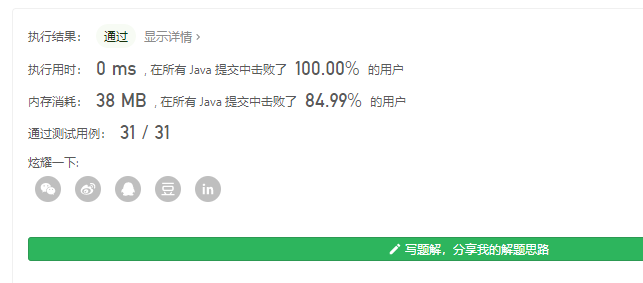 执行结果： 通过 显示详情 ›
执行用时： 0 ms , 在所有 Java 提交中击败了 100.00% 的用户
内存消耗： 38 MB , 在所有 Java 提交中击败了 84.99% 的用户
通过测试用例： 31 / 31
炫耀一下:
豆 in
写题解，分享我的解题思路